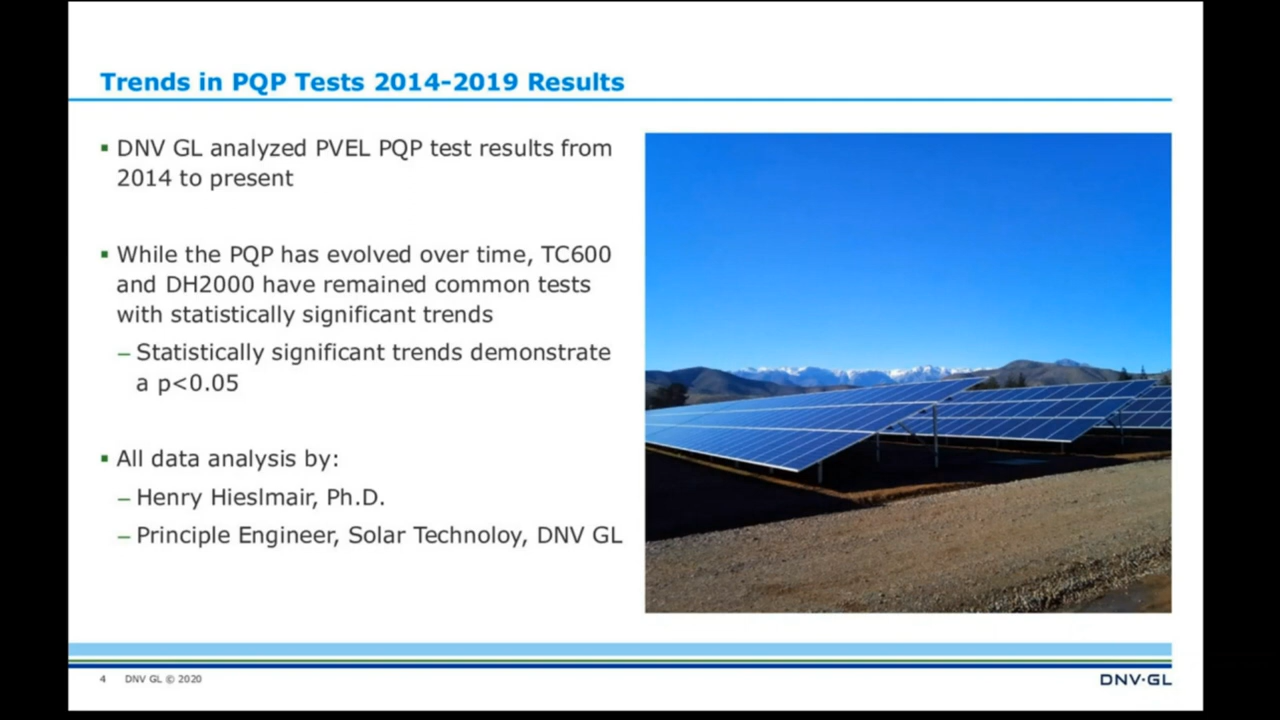 Trends in PQP Tests 2014-2019 Results
▪ DNV GL analyzed PVEL PQP test results from
2014 to present
▪ While the PQP has evolved over time, TC600
and DH2000 have remained common tests
with statistically significant trends
– Statistically significant trends demonstrate
a p<0.05
▪ All data analysis by:
– Henry Hieslmair, Ph.D.
– Principle Engineer, Solar Technoloy, DNV GL
4 DNV GL © 2020
DNV·GL